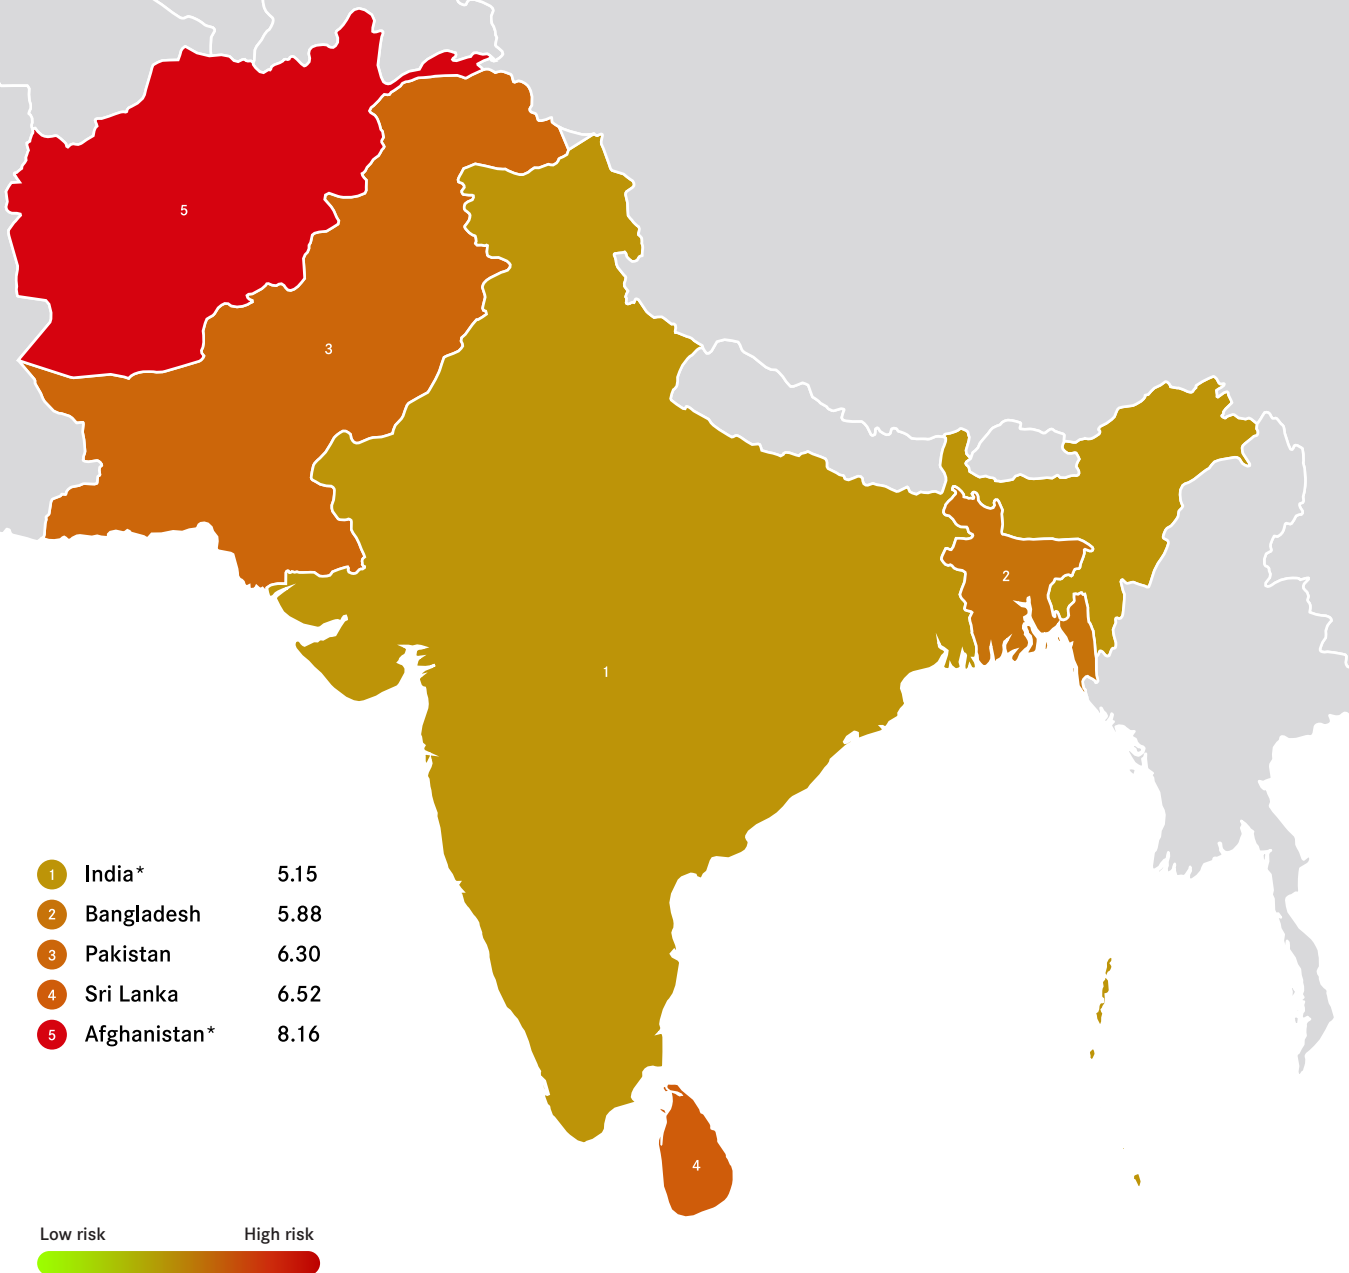 5
3
2
1
1 India* 5.15
2 Bangladesh 5.88
3 Pakistan 6.30
4 Sri Lanka 6.52
5 Afghanistan* 8.16
4
Low risk High risk